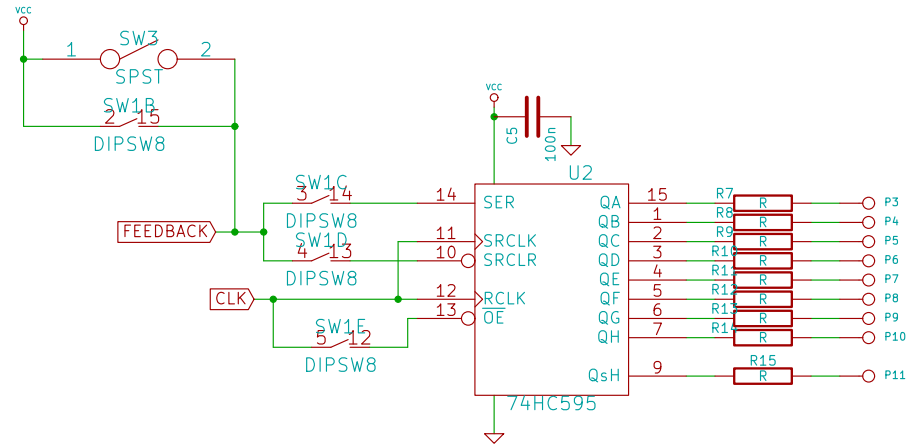 VCC
1 SW3 2
SPST
SW1B
2 15
DIPSW8
VCC
C5
100n
U2
SW1C
3 14
DIPSW8
FEEDBACK
SW1D
4 13
DIPSW8
CLK
SW1E
5 12
DIPSW8
14 SER QA 15 R7 R P3
QB 1 R8 R P4
11 SRCLK QC 2 R9 R P5
10 SRCLR QD 3 R10 R P6
QE 4 R11 R P7
12 RCLK QF 5 R12 R P8
13 OE QG 6 R13 R P9
QH 7 R14 R P10
QsH 9 R15 R P11
74HC595